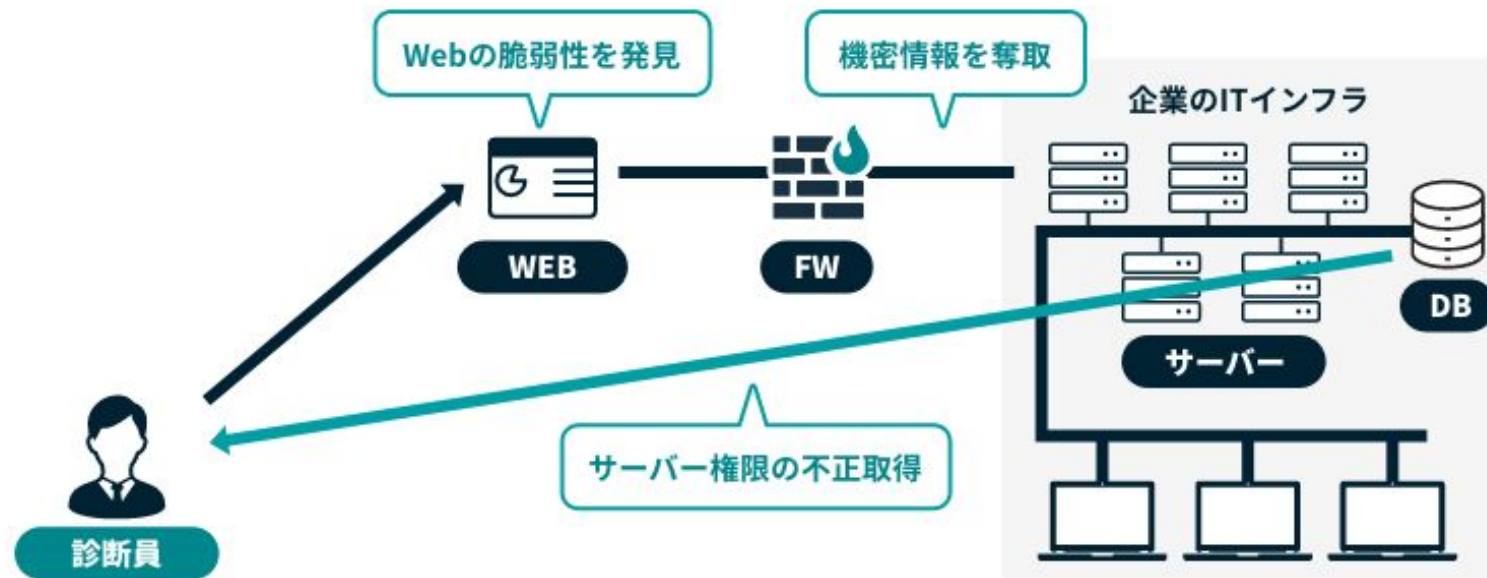 Webの脆弱性を発見
機密情報を奪取
企業のITインフラ
WEB
FW
DB
サーバー
サーバー権限の不正取得
診断員